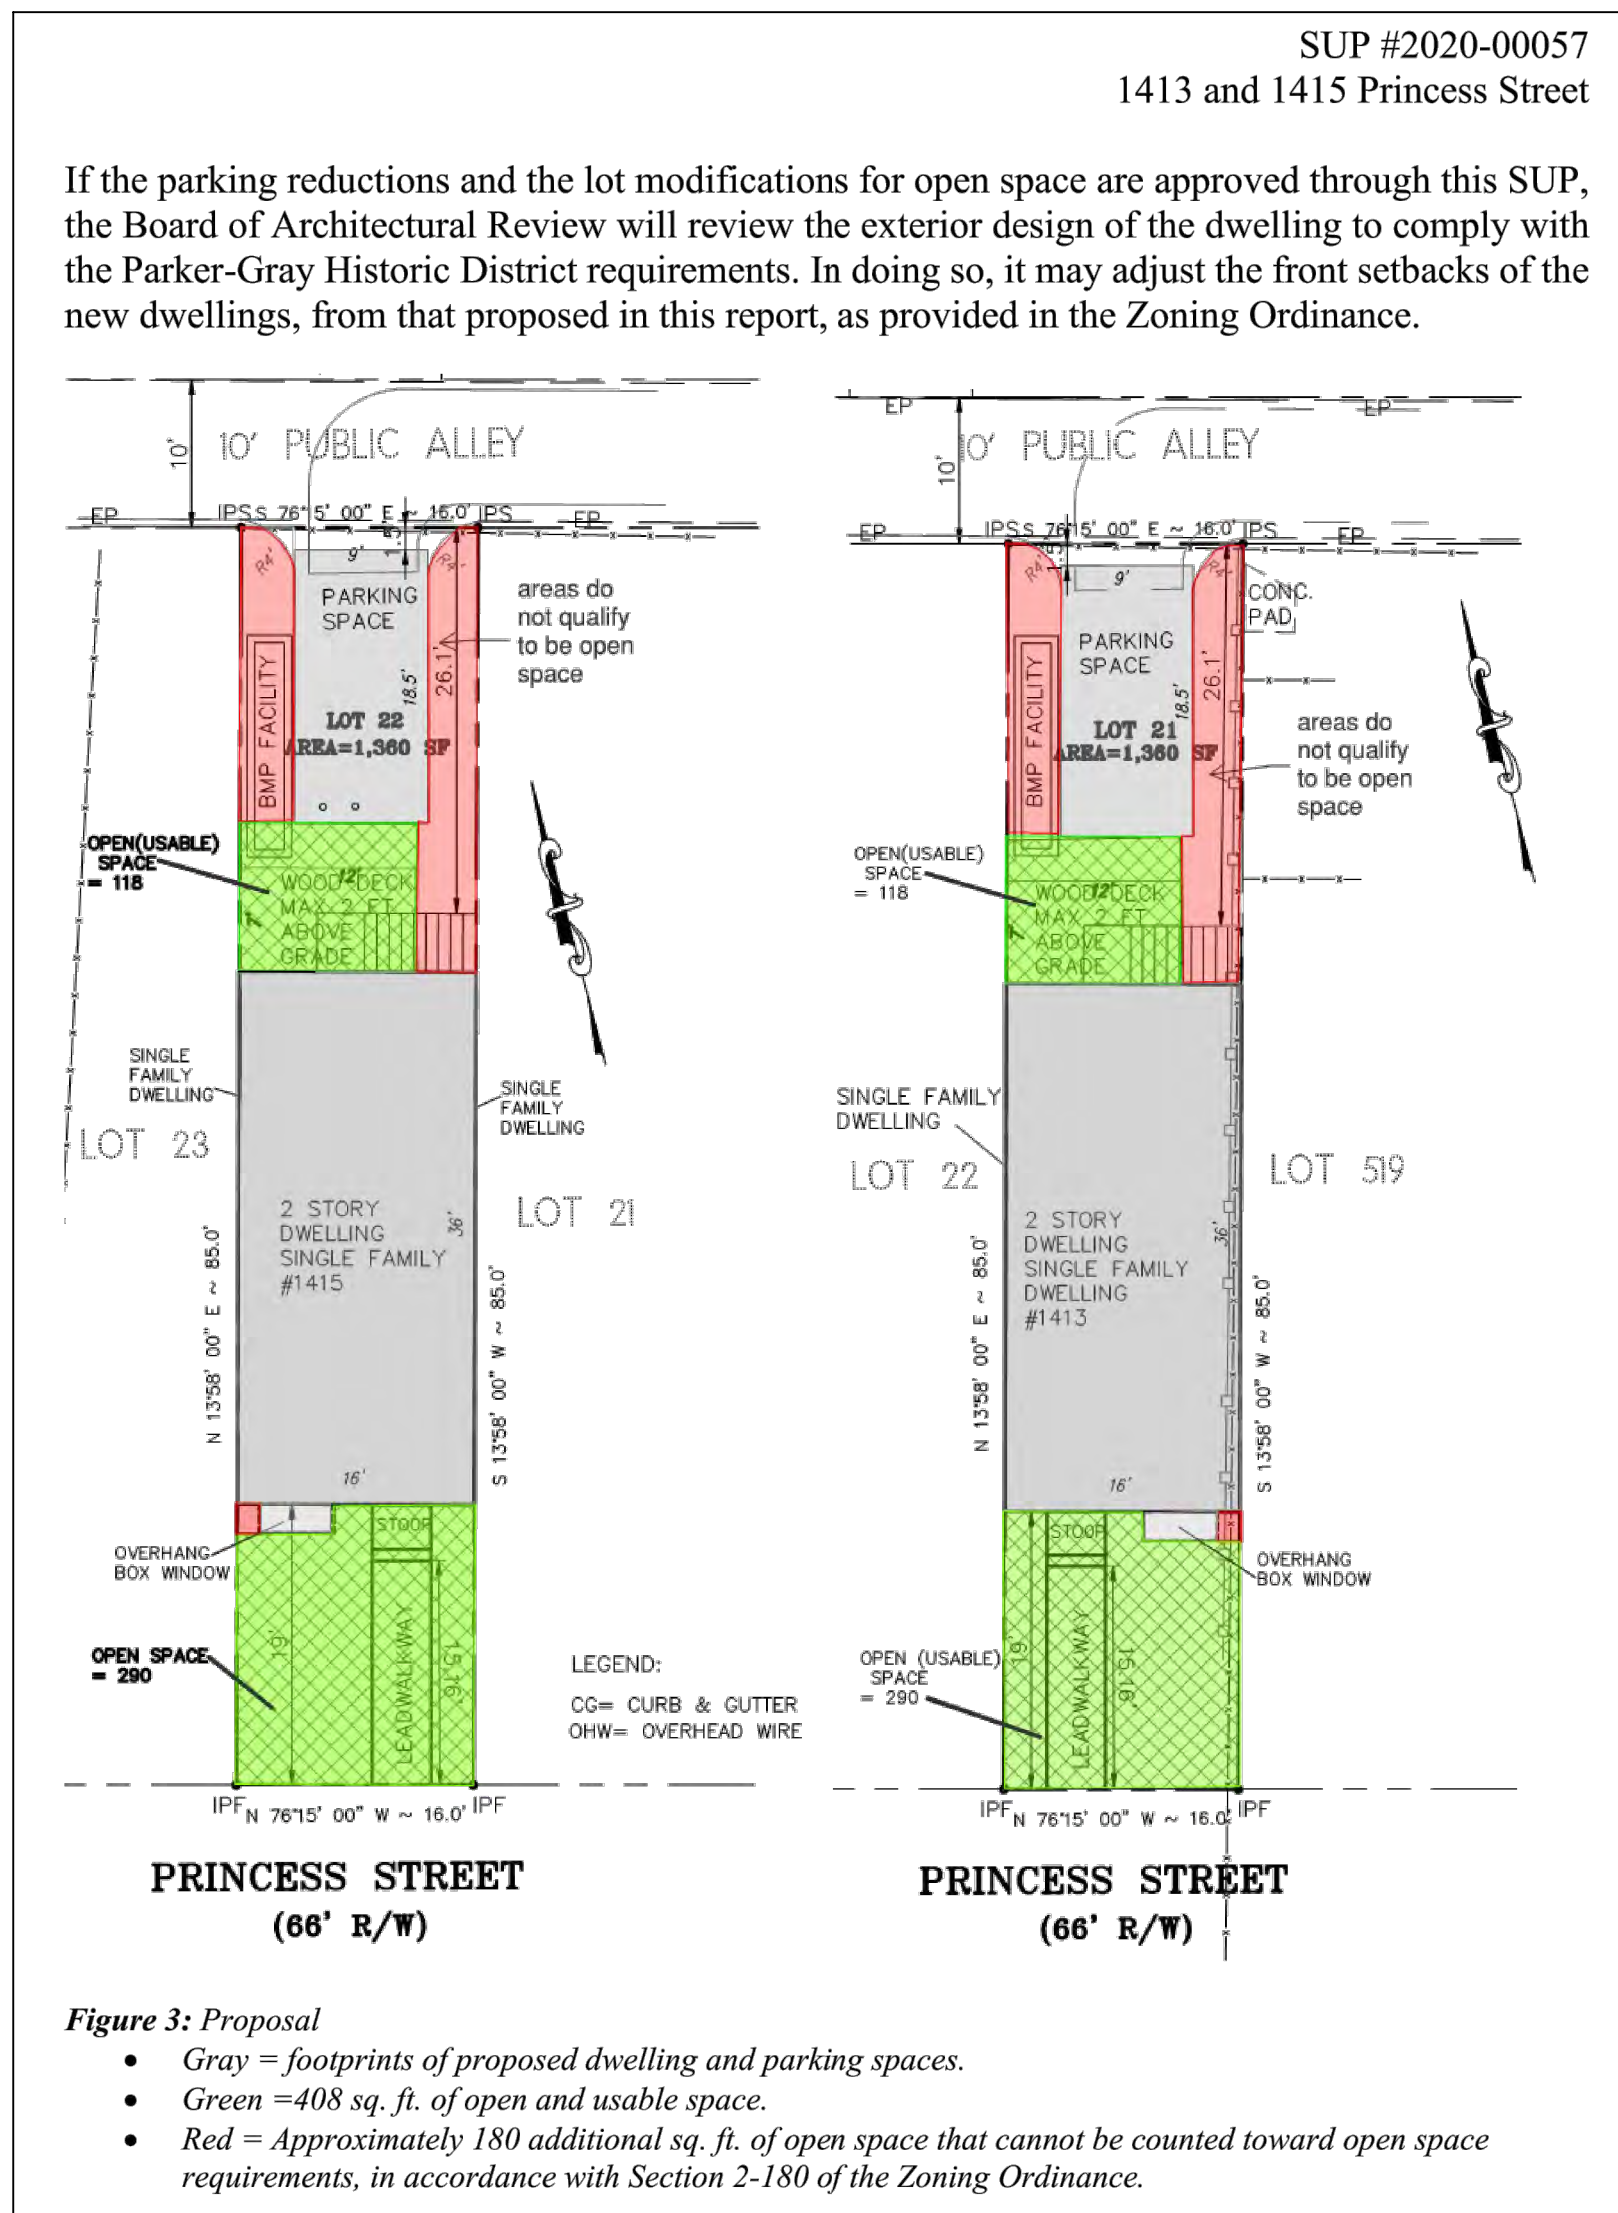 SUP #2020-00057
1413 and 1415 Princess Street
If the parking reductions and the lot modifications for open space are approved through this SUP,
the Board of Architectural Review will review the exterior design of the dwelling to comply with
the Parker-Gray Historic District requirements. In doing so, it may adjust the front setbacks of the
new dwellings, from that proposed in this report, as provided in the Zoning Ordinance.
10'
10' PUBLIC ALLEY
EP
IPS
S 76°15' 00" E ~ 16.0'
IPS
EP
R4'
9'
R4'
PARKING
SPACE
areas do
not qualify
to be open
space
18.5'
26.1'
BMP FACILITY
LOT 22
AREA=1,360 SF
OPEN(USABLE)
SPACE
= 118
WOOD DECK
12'
MAX 2 FT
ABOVE
GRADE
7'
SINGLE
FAMILY
DWELLING
SINGLE
FAMILY
DWELLING
LOT 23
LOT 21
2 STORY
DWELLING
SINGLE FAMILY
#1415
36'
N 13°58' 00" E ~ 85.0'
S 13°58' 00" W ~ 85.0'
16'
STOOP
OVERHANG
BOX WINDOW
OPEN SPACE
= 290
19'
LEADWALKWAY
15.16'
LEGEND:
CG= CURB & GUTTER
OHW= OVERHEAD WIRE
IPF
N 76°15' 00" W ~ 16.0'
IPF
PRINCESS STREET
(66' R/W)
EP
EP
10'
10' PUBLIC ALLEY
EP
IPS
S 76°15' 00" E ~ 16.0'
IPS
EP
R4'
9'
R4'
CONC.
PAD
PARKING
SPACE
18.5'
26.1'
BMP FACILITY
LOT 21
AREA=1,360 SF
areas do
not qualify
to be open
space
OPEN(USABLE)
SPACE
= 118
WOOD DECK
12'
MAX 2 FT
ABOVE
GRADE
7'
SINGLE FAMILY
DWELLING
LOT 22
LOT 519
2 STORY
DWELLING
SINGLE FAMILY
DWELLING
#1413
36'
N 13°58' 00" E ~ 85.0'
S 13°58' 00" W ~ 85.0'
16'
STOOP
OVERHANG
BOX WINDOW
OPEN (USABLE)
SPACE
= 290
19'
LEADWALKWAY
15.16'
IPF
N 76°15' 00" W ~ 16.0'
IPF
PRINCESS STREET
(66' R/W)
Figure 3: Proposal
• Gray = footprints of proposed dwelling and parking spaces.
• Green =408 sq. ft. of open and usable space.
• Red = Approximately 180 additional sq. ft. of open space that cannot be counted toward open space
requirements, in accordance with Section 2-180 of the Zoning Ordinance.